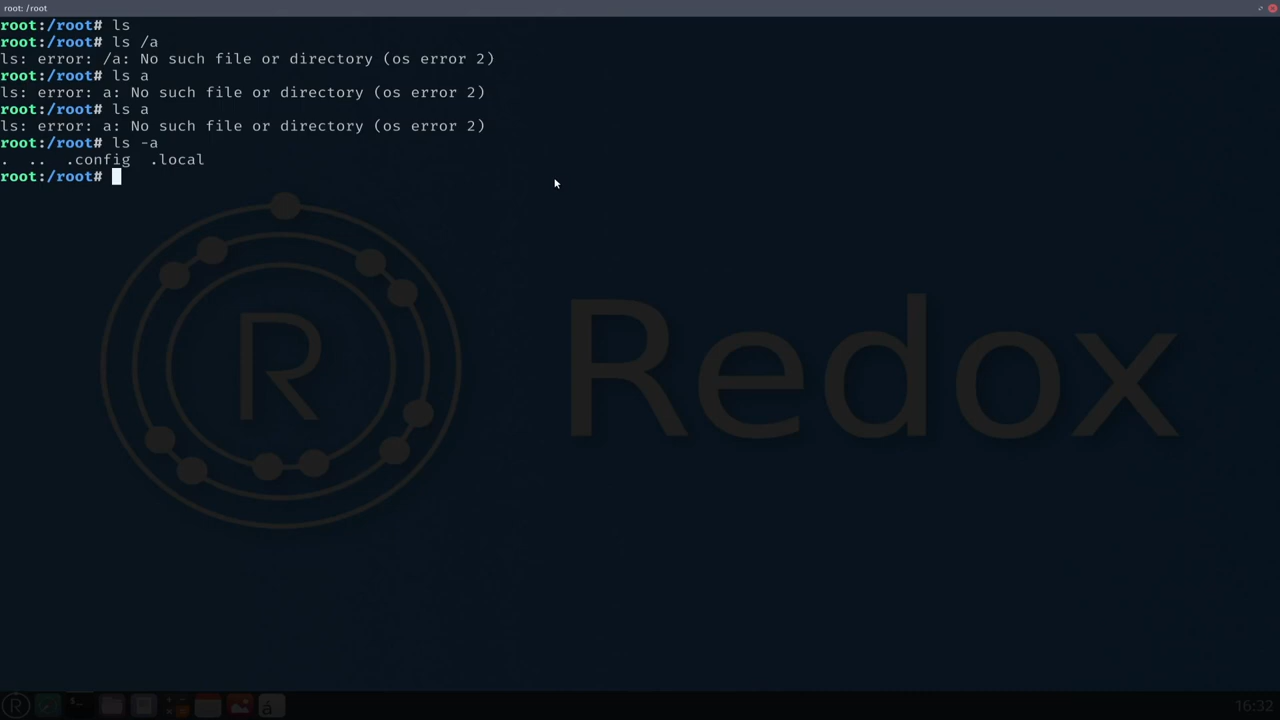 root: /root
root:/root# ls
root:/root# ls /a
ls: error: /a: No such file or directory (os error 2)
root:/root# ls a
ls: error: a: No such file or directory (os error 2)
root:/root# ls a
ls: error: a: No such file or directory (os error 2)
root:/root# ls -a
. .. .config .local
root:/root#
R Redox
R $_ á 16:32